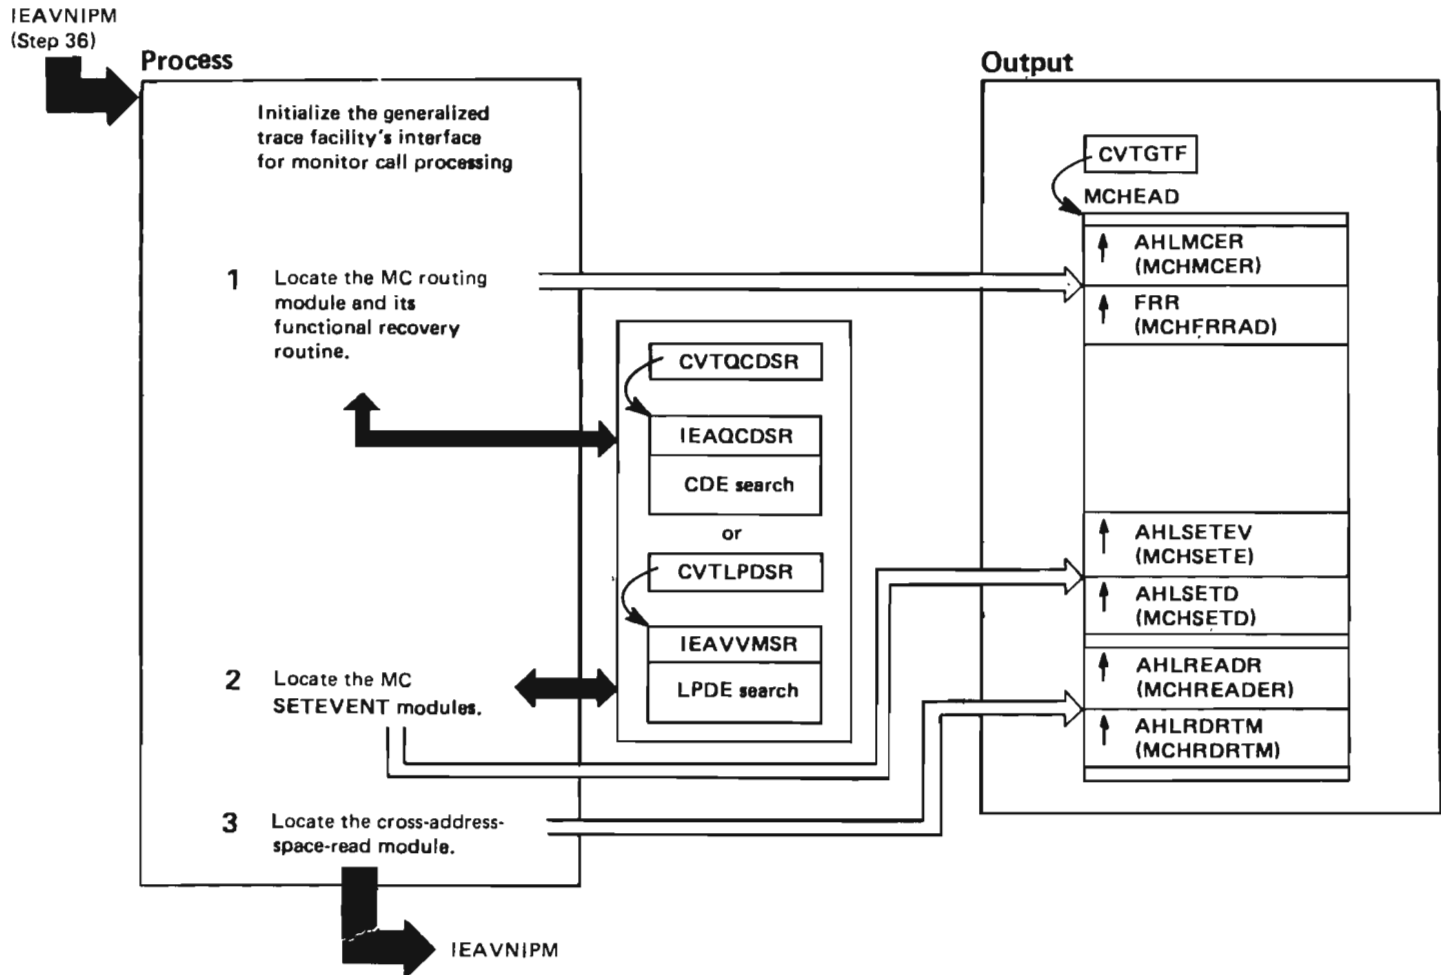 IEAVNIPM
(Step 36)
Process
Initialize the generalized
trace facility's interface
for monitor call processing
1 Locate the MC routing
module and its
functional recovery
routine.
2 Locate the MC
SETEVENT modules.
3 Locate the cross-address-
space-read module.
IEAVNIPM
CVTQCDSR
IEAQCDSR
CDE search
or
CVTLPDSR
IEAVVMSR
LPDE search
Output
CVTGTF
MCHEAD
AHLMCER
(MCHMCER)
FRR
(MCHFRRAD)
AHLSETEV
(MCHSETE)
AHLSETD
(MCHSETD)
AHLREADR
(MCHREADER)
AHLRDRTM
(MCHRDRTM)